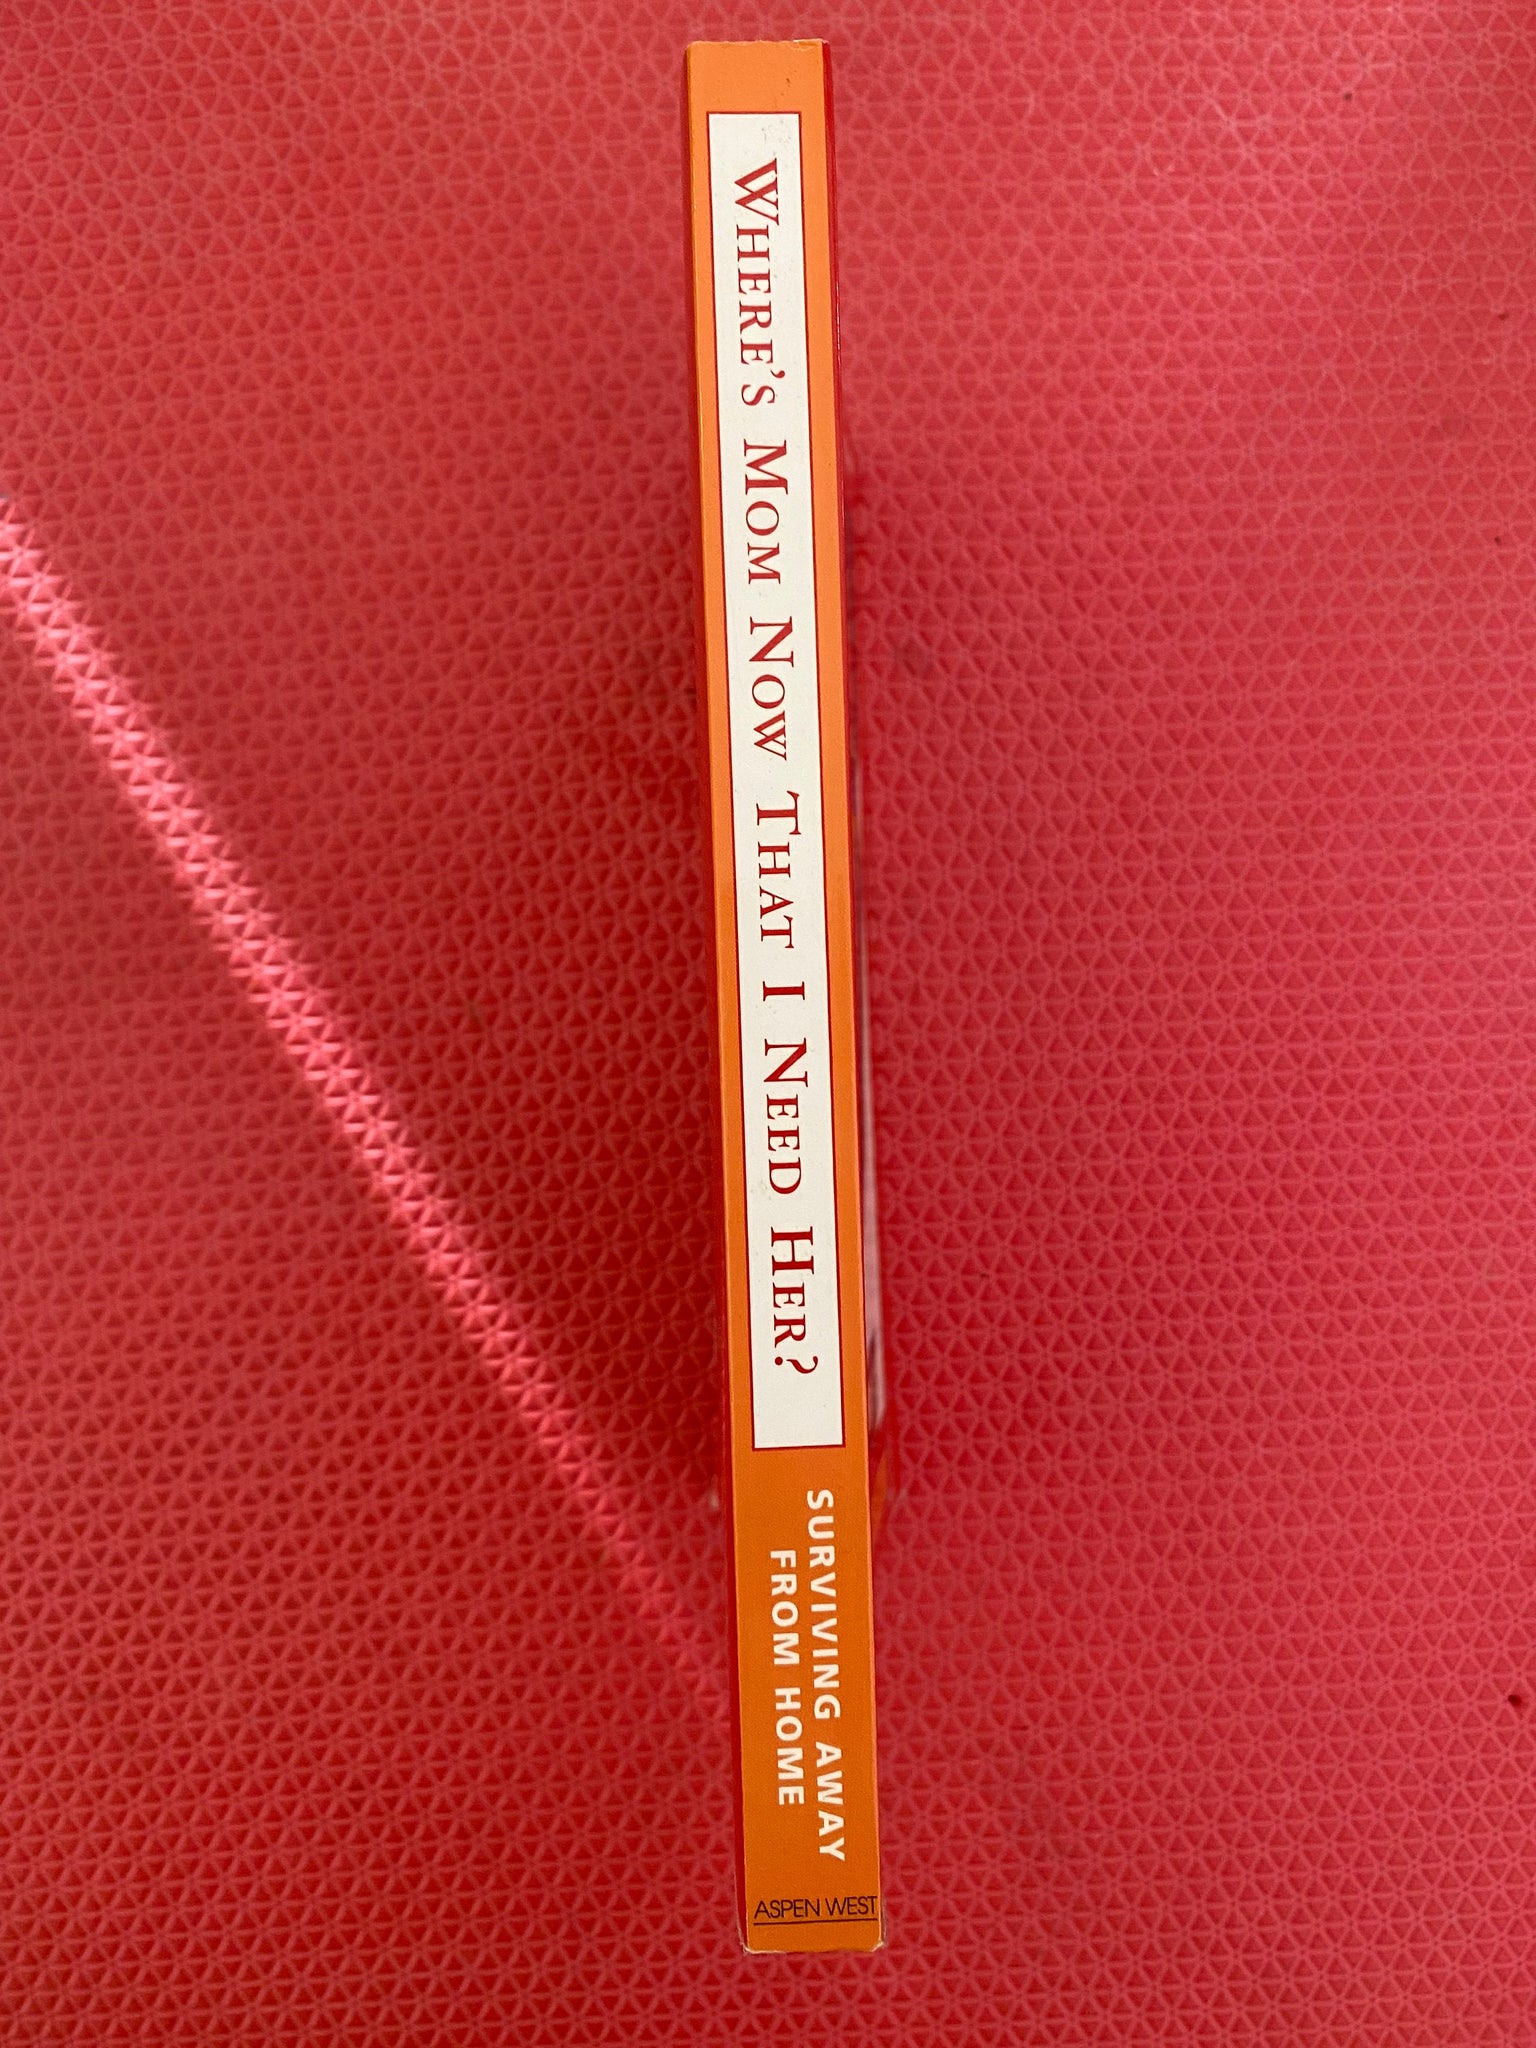 WHERE'S MOM NOW THAT I NEED HER?
SURVIVING AWAY
FROM HOME
ASPEN WEST